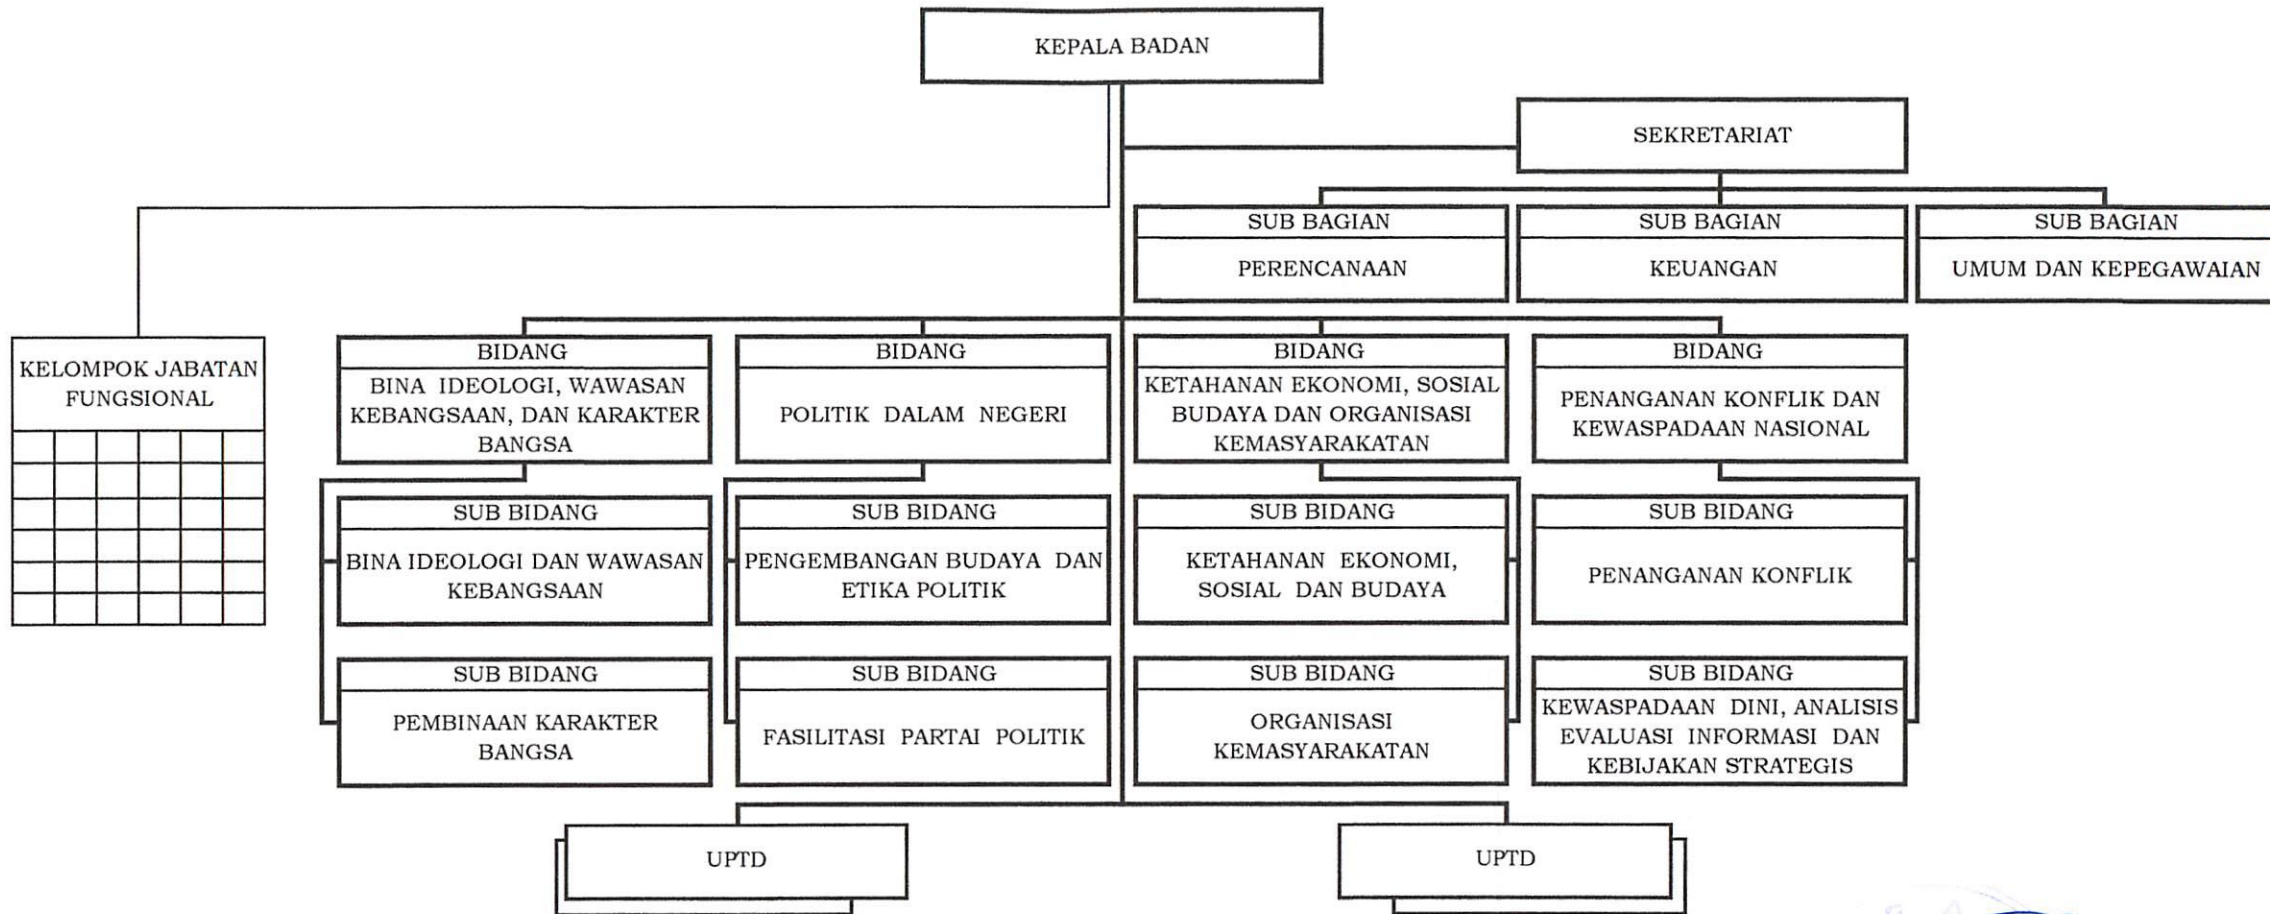 KEPALA BADAN
SEKRETARIAT
SUB BAGIAN
PERENCANAAN
SUB BAGIAN
KEUANGAN
SUB BAGIAN
UMUM DAN KEPEGAWAIAN
KELOMPOK JABATAN
FUNGSIONAL
BIDANG
BINA IDEOLOGI, WAWASAN
KEBANGSAAN, DAN KARAKTER
BANGSA
BIDANG
POLITIK DALAM NEGERI
BIDANG
KETAHANAN EKONOMI, SOSIAL
BUDAYA DAN ORGANISASI
KEMASYARAKATAN
BIDANG
PENANGANAN KONFLIK DAN
KEWASPADAAN NASIONAL
SUB BIDANG
BINA IDEOLOGI DAN WAWASAN
KEBANGSAAN
SUB BIDANG
PENGEMBANGAN BUDAYA DAN
ETIKA POLITIK
SUB BIDANG
KETAHANAN EKONOMI,
SOSIAL DAN BUDAYA
SUB BIDANG
PENANGANAN KONFLIK
SUB BIDANG
PEMBINAAN KARAKTER
BANGSA
SUB BIDANG
FASILITASI PARTAI POLITIK
SUB BIDANG
ORGANISASI
KEMASYARAKATAN
SUB BIDANG
KEWASPADAAN DINI, ANALISIS
EVALUASI INFORMASI DAN
KEBIJAKAN STRATEGIS
UPTD
UPTD